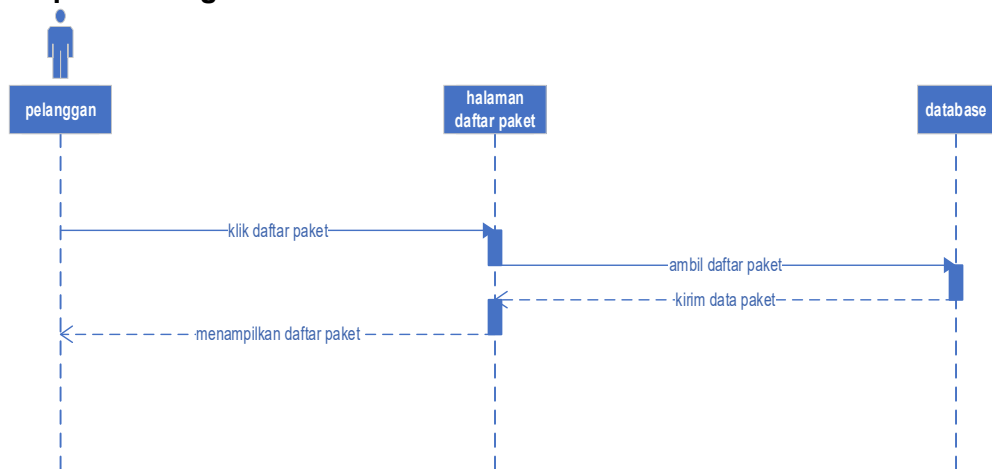 pelanggan
halaman
daftar paket
database
klik daftar paket
ambil daftar paket
kirim data paket
menampilkan daftar paket